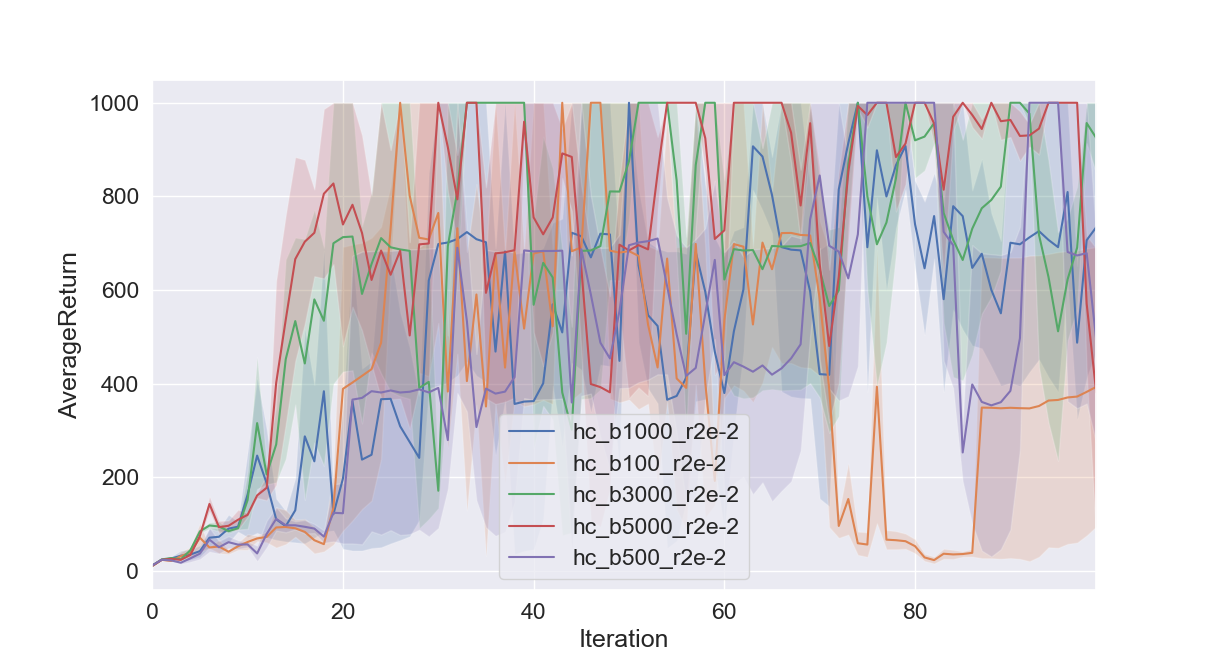 1000
800
600
400
200
0
AverageReturn
hc_b1000_r2e-2
hc_b100_r2e-2
hc_b3000_r2e-2
hc_b5000_r2e-2
hc_b500_r2e-2
0 20 40 60 80
Iteration